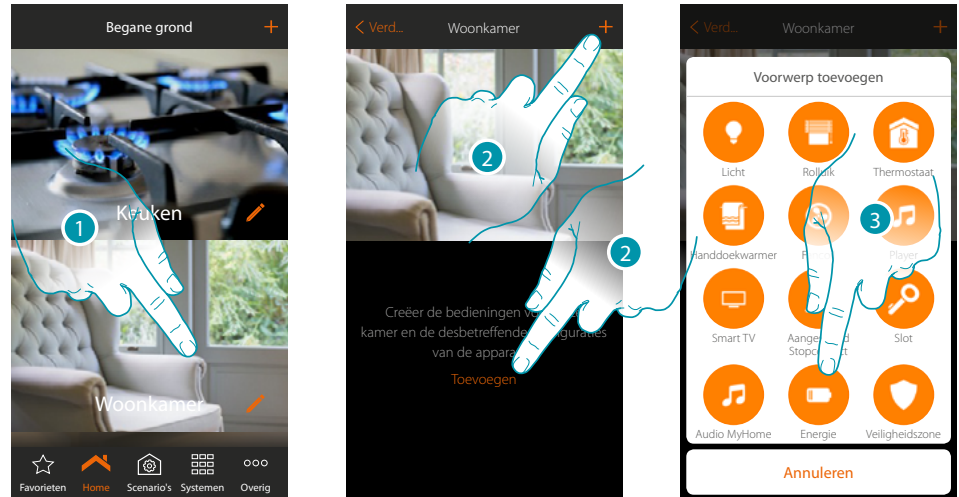 Begane grond +
Keuken
1
Woonkamer
Favorieten Home Scenario's Systemen Overig
< Verd... Woonkamer +
2
2
Creëer de bedieningen
kamer en de desbetreffende
van de
Toevoegen
< Verd... Woonkamer +
Voorwerp toevoegen
Licht Rolluik Thermostaat
3
Handdoekwarmer Player
Smart TV Slot
Audio MyHome Energie Veiligheidszone
Annuleren